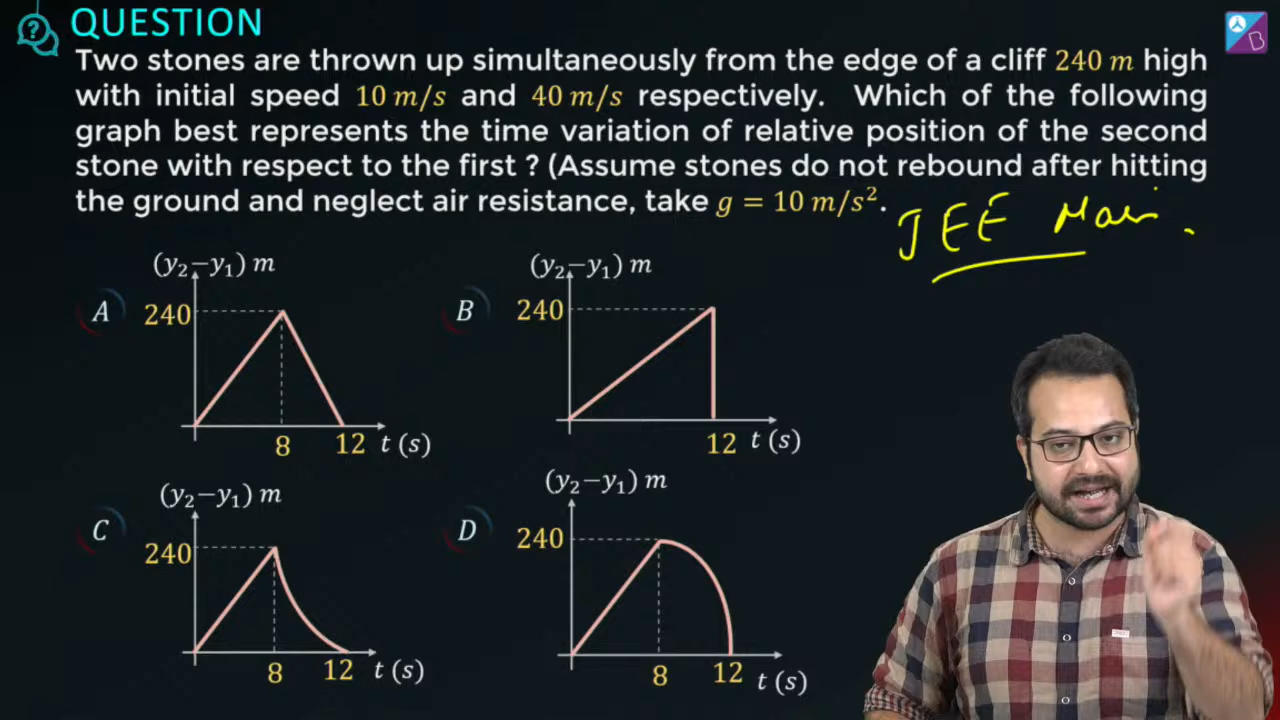 QUESTION
Two stones are thrown up simultaneously from the edge of a cliff 240 m high
with initial speed 10 m/s and 40 m/s respectively. Which of the following
graph best represents the time variation of relative position of the second
stone with respect to the first ? (Assume stones do not rebound after hitting
the ground and neglect air resistance, take g = 10 m/s².
JEE Main.
A
(y₂−y₁) m
240
8
12
t (s)
B
(y₂−y₁) m
240
12
t (s)
C
(y₂−y₁) m
240
8
12
t (s)
D
(y₂−y₁) m
240
8
12
t (s)
B